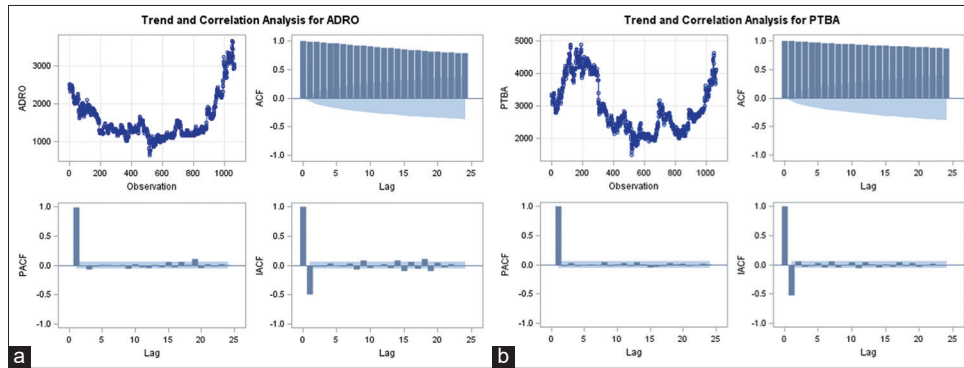 Trend and Correlation Analysis for ADRO
3000
2000
1000
ADRO
0 200 400 600 800 1000
Observation
1.0
0.5
0.0
-0.5
-1.0
ACF
0 5 10 15 20 25
Lag
1.0
0.5
0.0
-0.5
-1.0
PACF
0 5 10 15 20 25
Lag
1.0
0.5
0.0
-0.5
-1.0
IACF
0 5 10 15 20 25
Lag
a
Trend and Correlation Analysis for PTBA
5000
4000
3000
2000
PTBA
0 200 400 600 800 1000
Observation
1.0
0.5
0.0
-0.5
-1.0
ACF
0 5 10 15 20 25
Lag
1.0
0.5
0.0
-0.5
-1.0
PACF
0 5 10 15 20 25
Lag
1.0
0.5
0.0
-0.5
-1.0
IACF
0 5 10 15 20 25
Lag
b